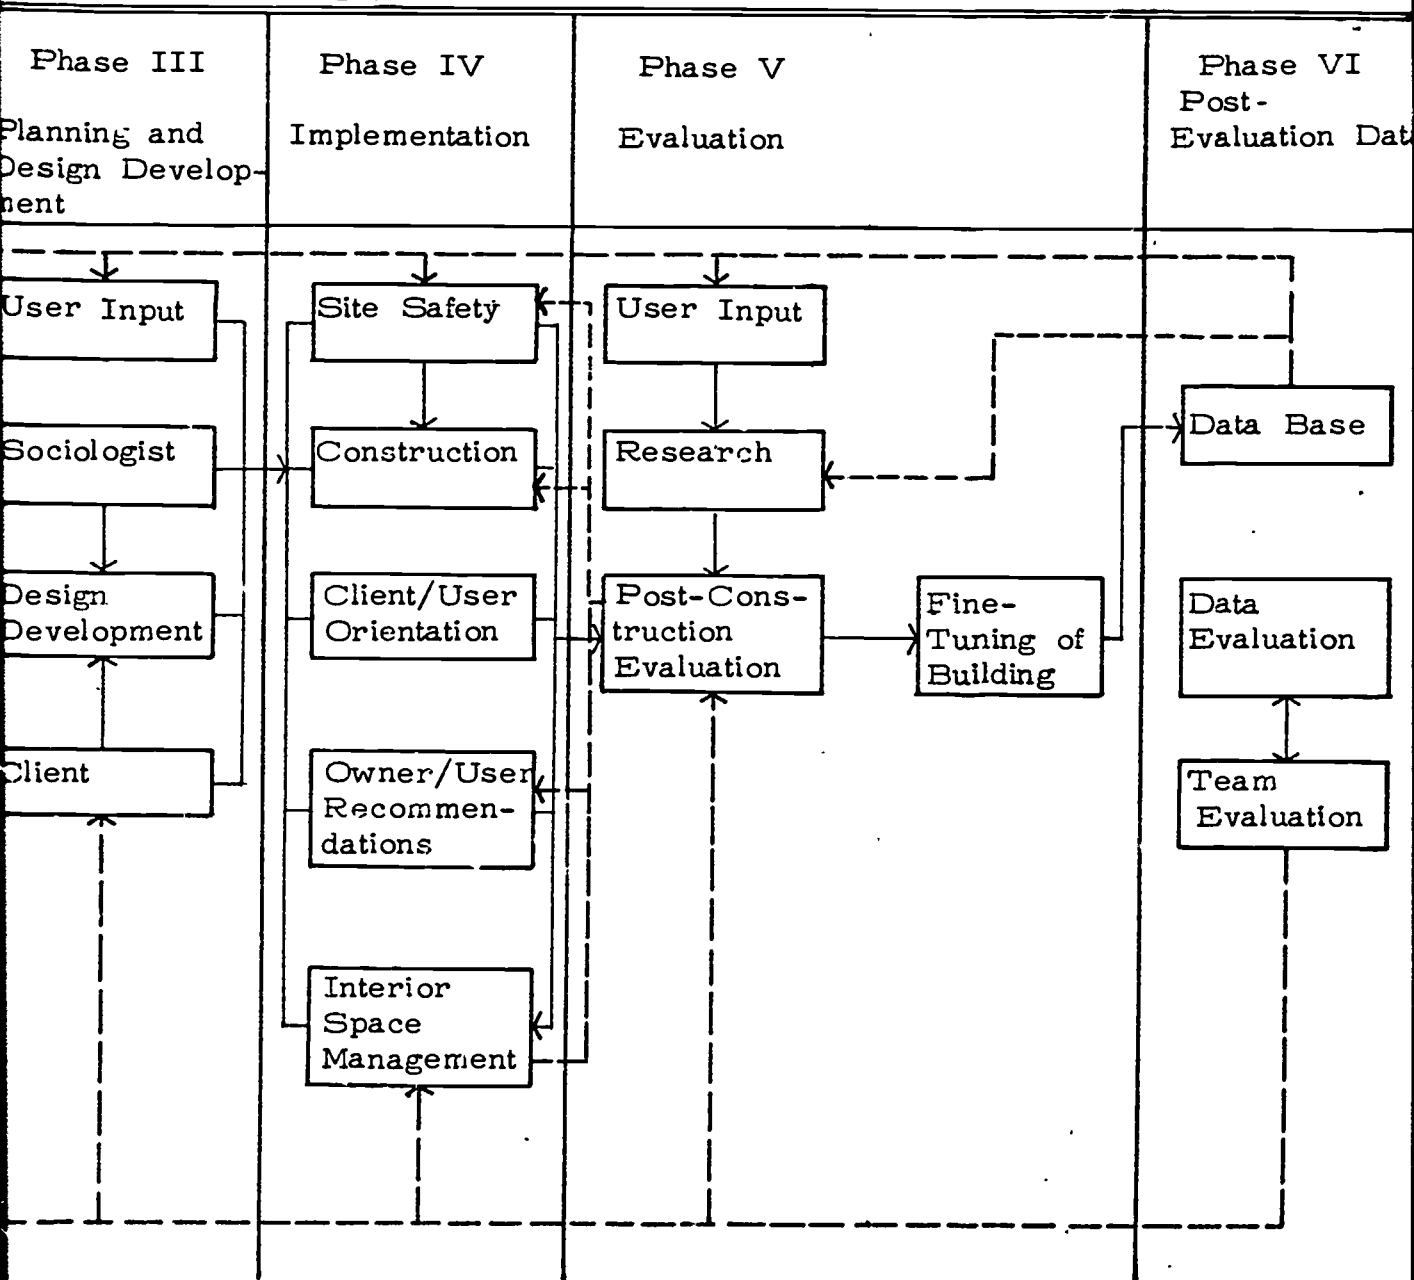 Phase III
Planning and
Design Develop-
ment
Phase IV
Implementation
Phase V
Evaluation
Phase VI
Post-
Evaluation Data
User Input
Sociologist
Design
Development
Client
Site Safety
Construction
Client/User
Orientation
Owner/User
Recommen-
dations
Interior
Space
Management
User Input
Research
Post-Cons-
truction
Evaluation
Fine-
Tuning of
Building
Data Base
Data
Evaluation
Team
Evaluation